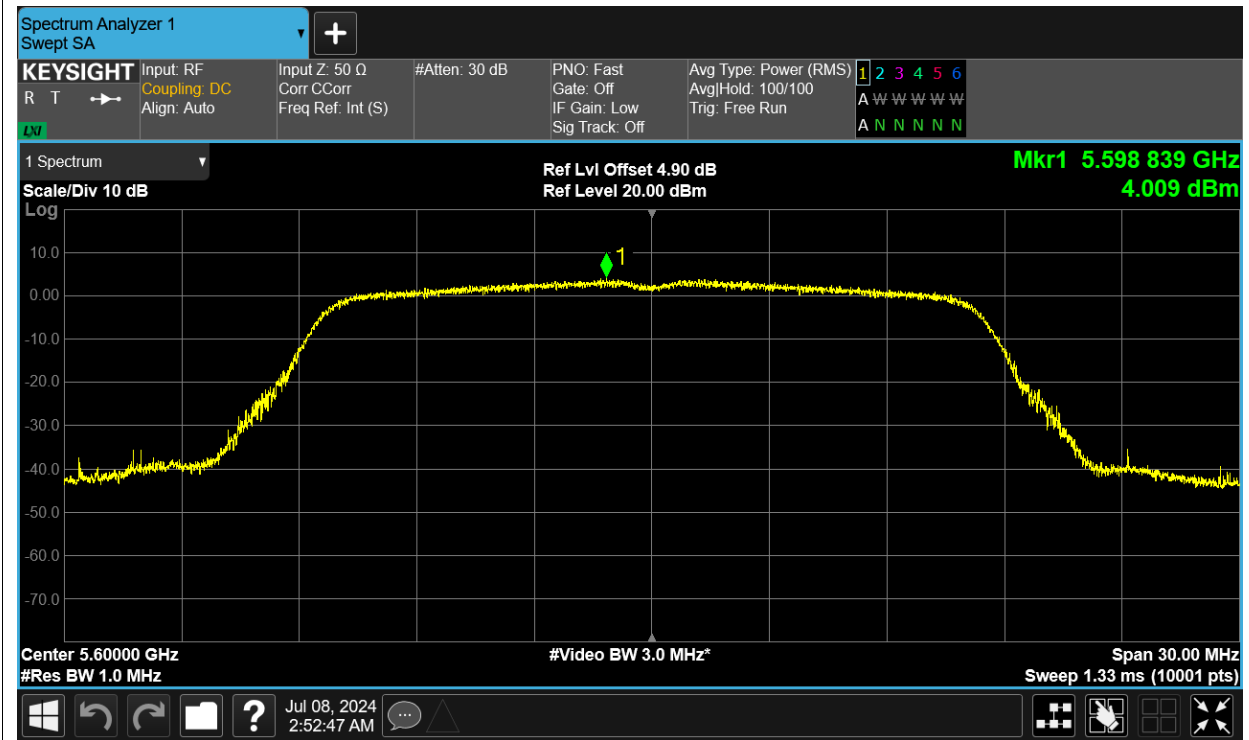 Spectrum Analyzer 1
Swept SA
+
KEYSIGHT
R T
LXI
Input: RF
Coupling: DC
Align: Auto
Input Z: 50 Ω
Corr CCorr
Freq Ref: Int (S)
#Atten: 30 dB
PNO: Fast
Gate: Off
IF Gain: Low
Sig Track: Off
Avg Type: Power (RMS)
Avg|Hold: 100/100
Trig: Free Run
1 2 3 4 5 6
A W W W W W
A N N N N N
1 Spectrum
Scale/Div 10 dB
Log
Ref Lvl Offset 4.90 dB
Ref Level 20.00 dBm
Mkr1 5.598 839 GHz
4.009 dBm
10.0
1
0.00
-10.0
-20.0
-30.0
-40.0
-50.0
-60.0
-70.0
Center 5.60000 GHz
#Res BW 1.0 MHz
#Video BW 3.0 MHz*
Span 30.00 MHz
Sweep 1.33 ms (10001 pts)
?
Jul 08, 2024
2:52:47 AM